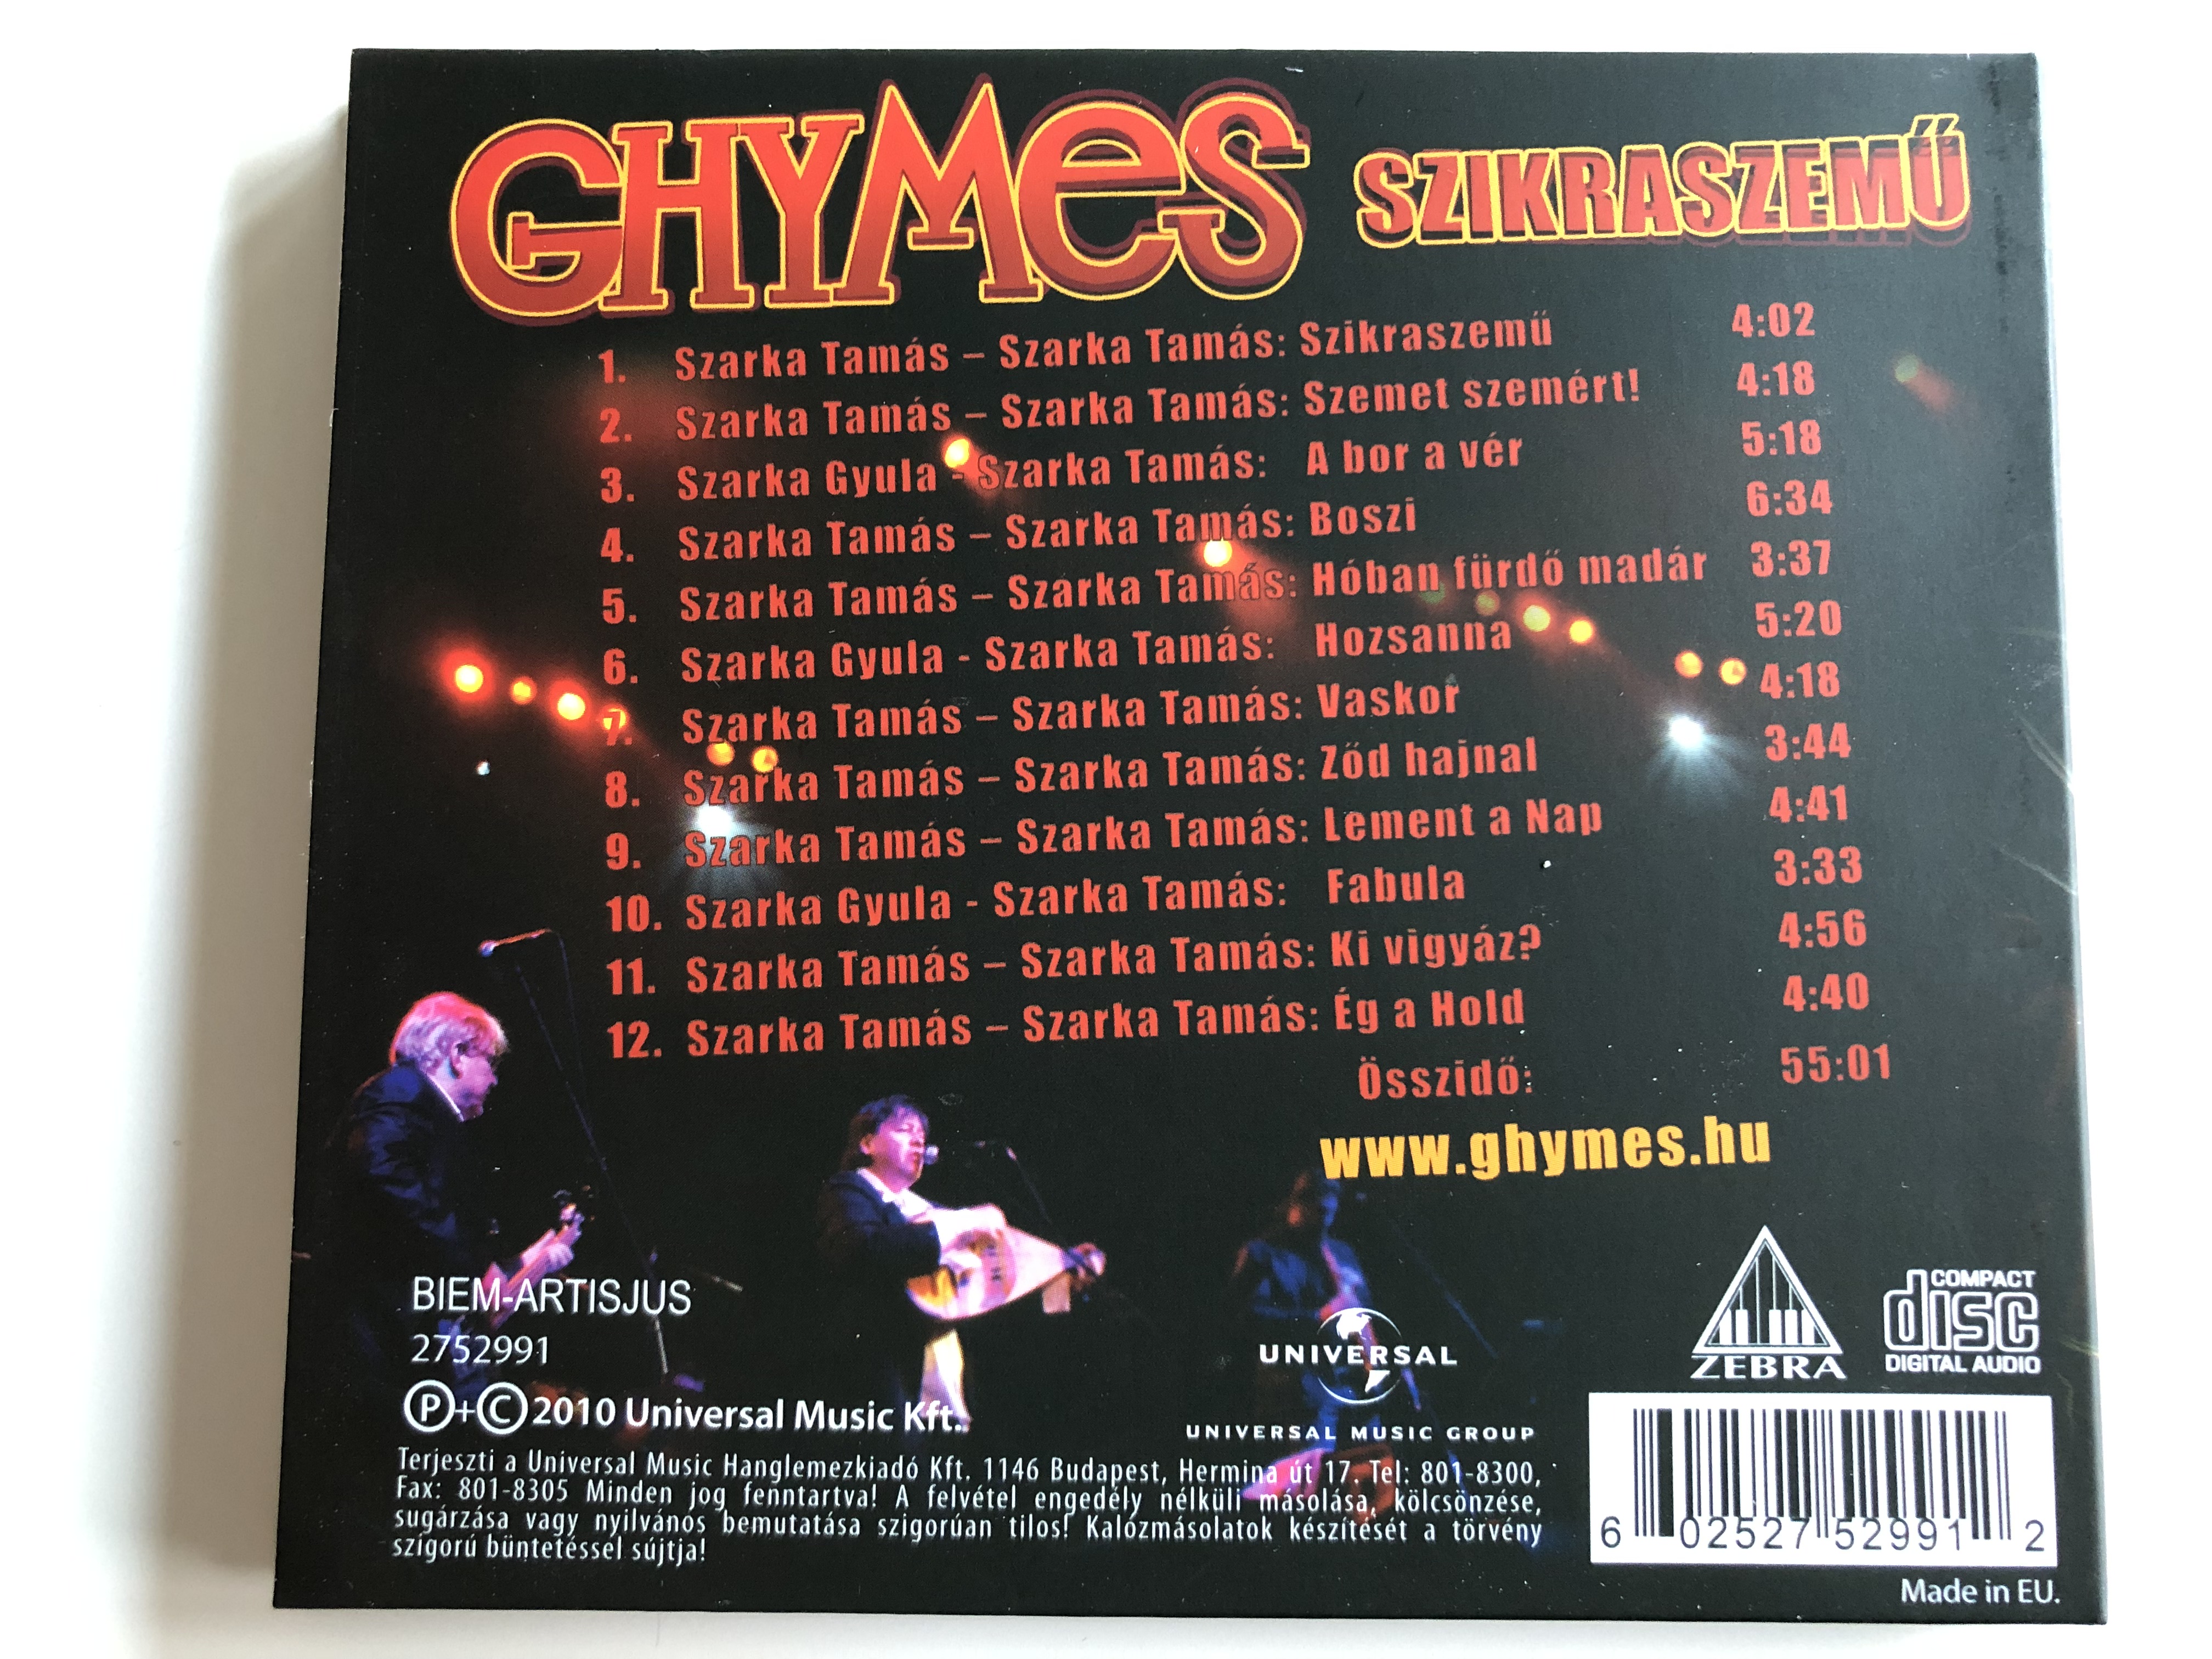 GHYMES SZIKRASZEMŰ
1. Szarka Tamás – Szarka Tamás: Szikraszemű 4:02
2. Szarka Tamás – Szarka Tamás: Szemet szemért! 4:18
3. Szarka Gyula - Szarka Tamás: A bor a vér 5:18
4. Szarka Tamás – Szarka Tamás: Boszi 6:34
5. Szarka Tamás – Szarka Tamás: Hóban fürdő madár 3:37
6. Szarka Gyula - Szarka Tamás: Hozsanna 5:20
7. Szarka Tamás – Szarka Tamás: Vaskor 4:18
8. Szarka Tamás – Szarka Tamás: Ződ hajnal 3:44
9. Szarka Tamás – Szarka Tamás: Lement a Nap 4:41
10. Szarka Gyula - Szarka Tamás: Fabula 3:33
11. Szarka Tamás – Szarka Tamás: Ki vigyáz? 4:56
12. Szarka Tamás – Szarka Tamás: Ég a Hold 4:40
Összidő: 55:01
www.ghymes.hu
BIEM-ARTISJUS
2752991
Ⓟ+© 2010 Universal Music Kft.
UNIVERSAL
UNIVERSAL MUSIC GROUP
ZEBRA
COMPACT
disc
DIGITAL AUDIO
Terjeszti a Universal Music Hanglemezkiadó Kft. 1146 Budapest, Hermina út 17. Tel: 801-8300,
Fax: 801-8305 Minden jog fenntartva! A felvétel engedély nélküli másolása, kölcsönzése,
sugárzása vagy nyilvános bemutatása szigorúan tilos! Kalózmásolatok készítését a törvény
szigorú büntetéssel sújtja!
6 02527 52991 2
Made in EU.